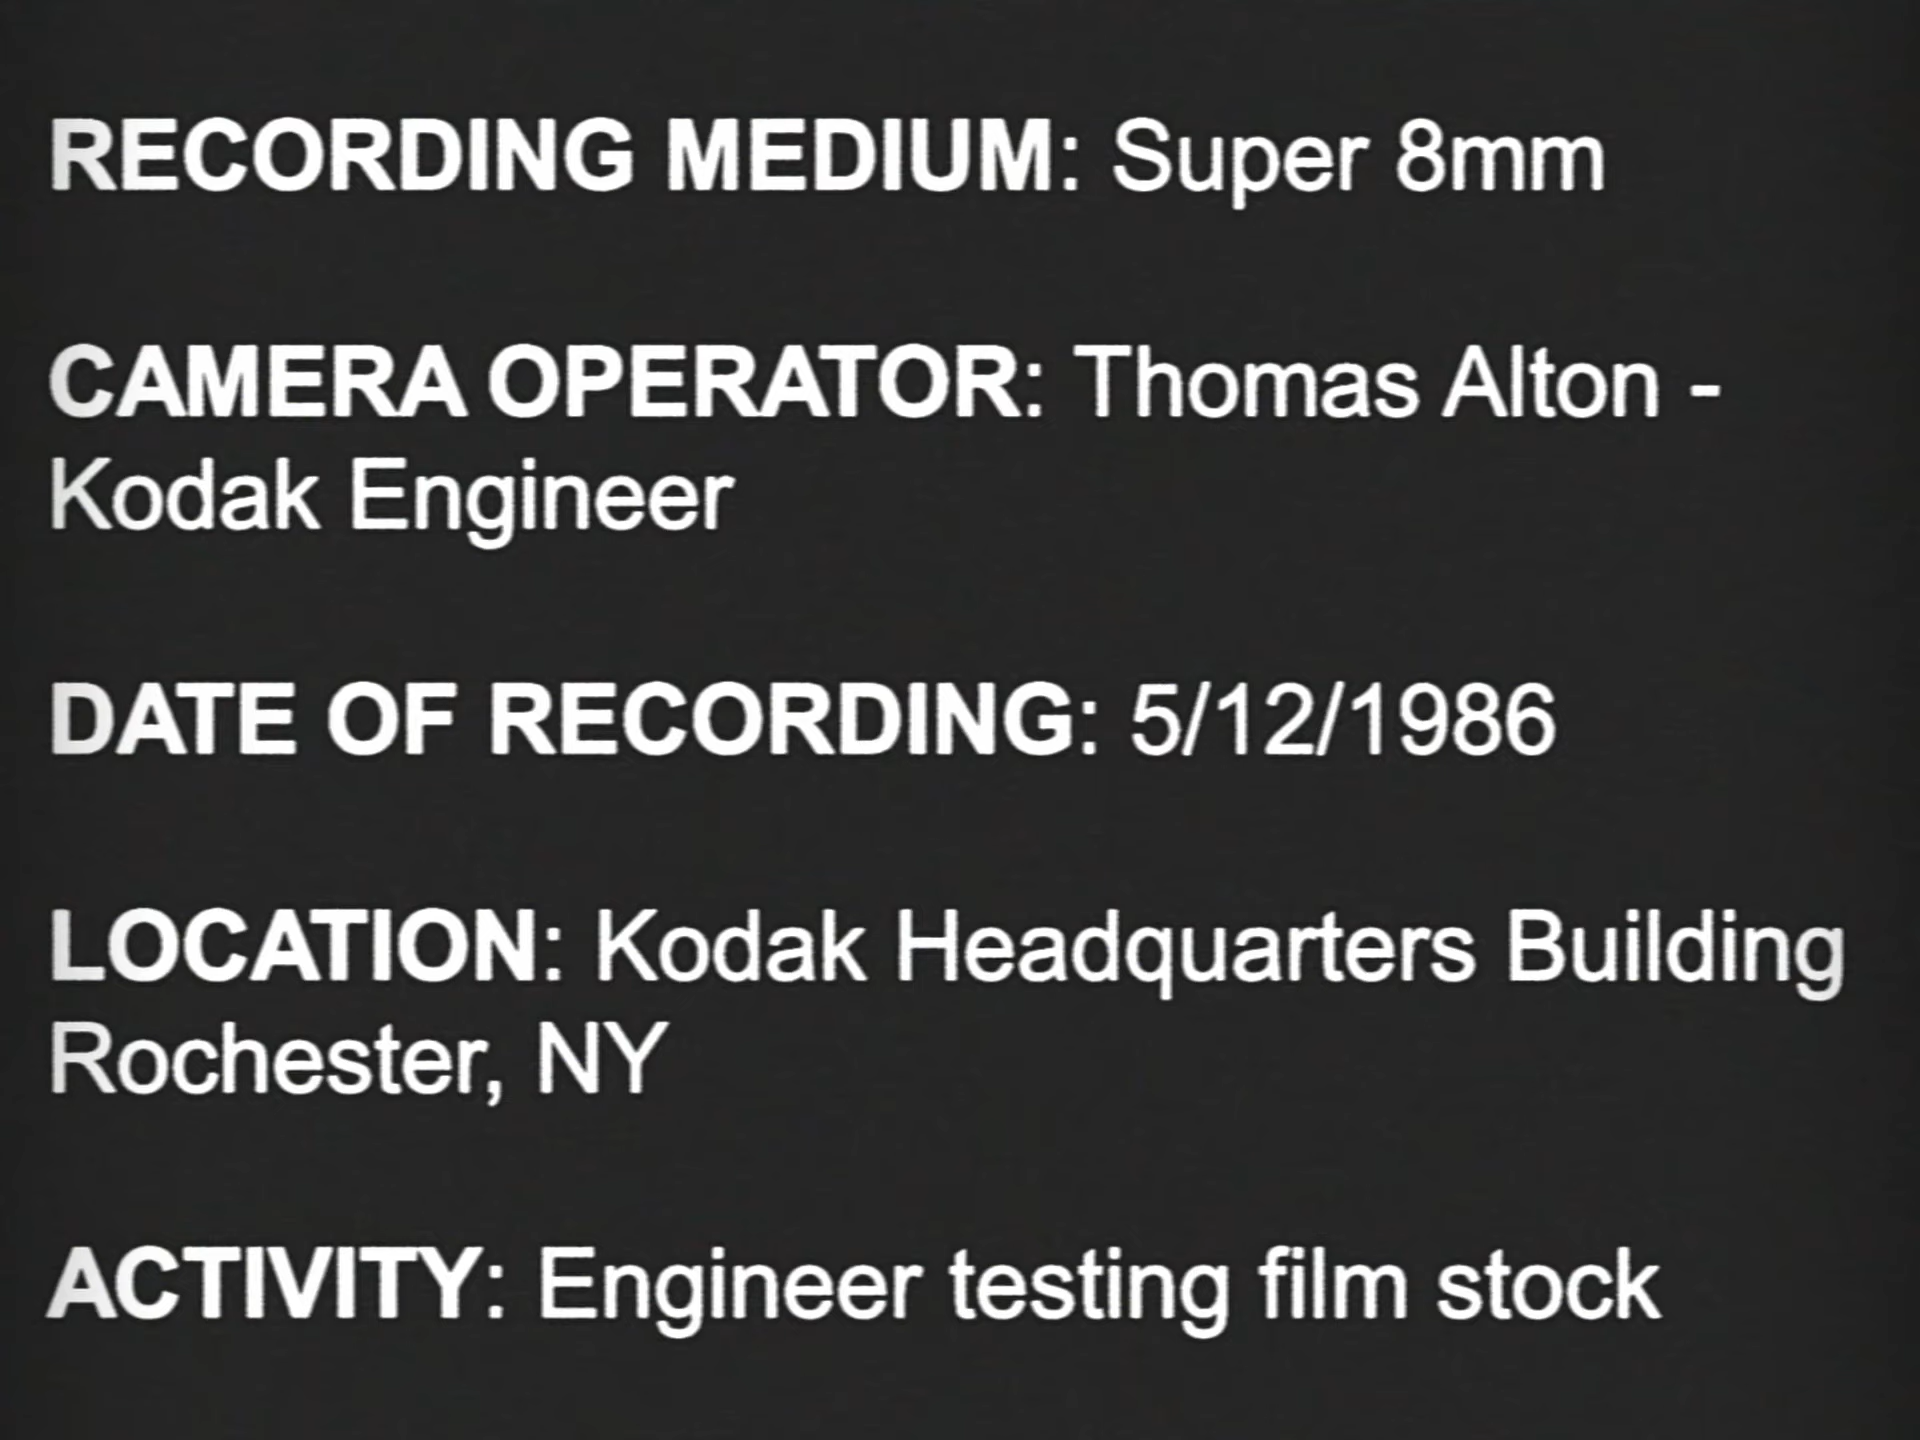 RECORDING MEDIUM: Super 8mm
CAMERA OPERATOR: Thomas Alton -
Kodak Engineer
DATE OF RECORDING: 5/12/1986
LOCATION: Kodak Headquarters Building
Rochester, NY
ACTIVITY: Engineer testing film stock